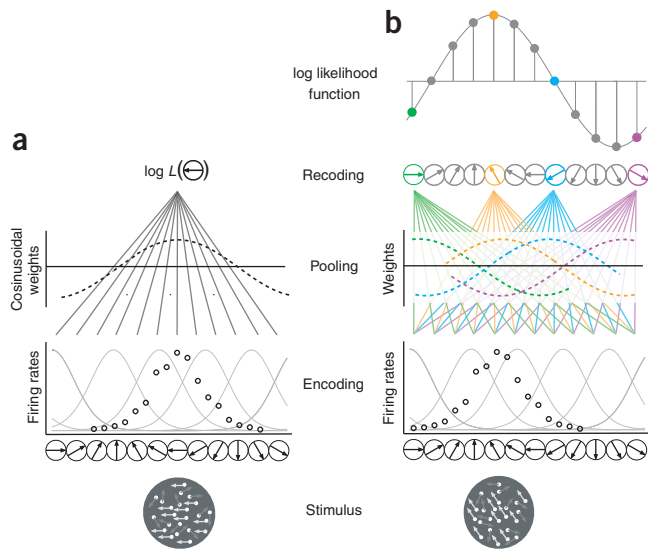 b
log likelihood
function
a
log L( )
Recoding
Cosinusoidal
weights
Pooling
Weights
Firing rates
Encoding
Firing rates
Stimulus